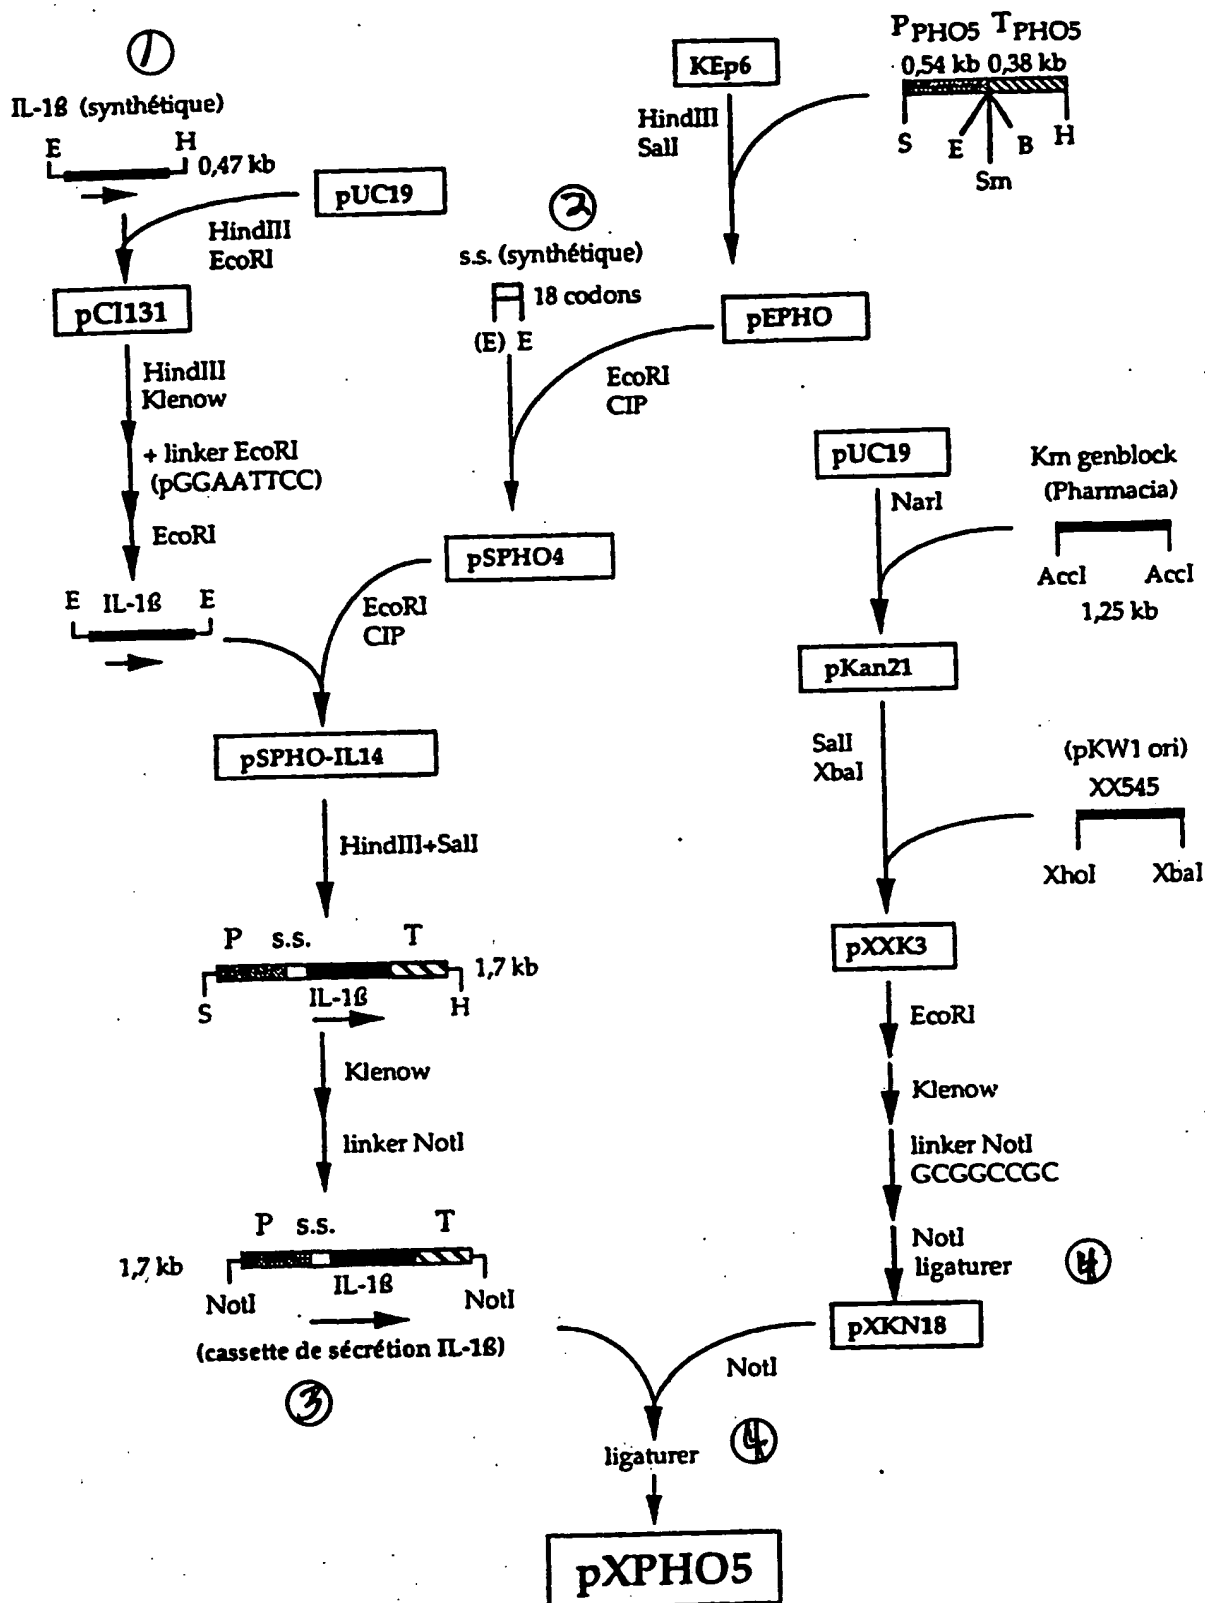 1
IL-1ß (synthétique)
E H
0,47 kb
pUC19
HindIII
EcoRI
pCI131
HindIII
Klenow
+ linker EcoRI
(pGGAATTCC)
EcoRI
E IL-1ß E
2
s.s. (synthétique)
18 codons
(E) E
KEp6
HindIII
SalI
PPHO5 TPHO5
0,54 kb 0,38 kb
S E B H
Sm
pEPHO
EcoRI
CIP
pSPHO4
EcoRI
CIP
pSPHO-IL14
HindIII+SalI
P s.s. T
1,7 kb
S IL-1ß H
Klenow
linker NotI
P s.s. T
1,7 kb
IL-1ß
NotI NotI
(cassette de sécrétion IL-1ß)
3
pUC19
NarI
Km genblock
(Pharmacia)
AccI AccI
1,25 kb
pKan21
SalI
XbaI
(pKW1 ori)
XX545
XhoI XbaI
pXXK3
EcoRI
Klenow
linker NotI
GCGGCCGC
NotI
ligaturer
4
pXKN18
NotI
ligaturer
4
pXPHO5